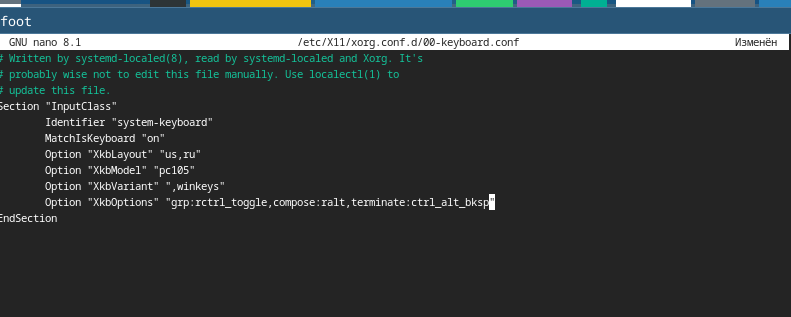 foot
GNU nano 8.1 /etc/X11/xorg.conf.d/00-keyboard.conf Изменён
# Written by systemd-localed(8), read by systemd-localed and Xorg. It's
# probably wise not to edit this file manually. Use localectl(1) to
# update this file.
Section "InputClass"
Identifier "system-keyboard"
MatchIsKeyboard "on"
Option "XkbLayout" "us,ru"
Option "XkbModel" "pc105"
Option "XkbVariant" ",winkeys"
Option "XkbOptions" "grp:rctrl_toggle,compose:ralt,terminate:ctrl_alt_bksp"
EndSection